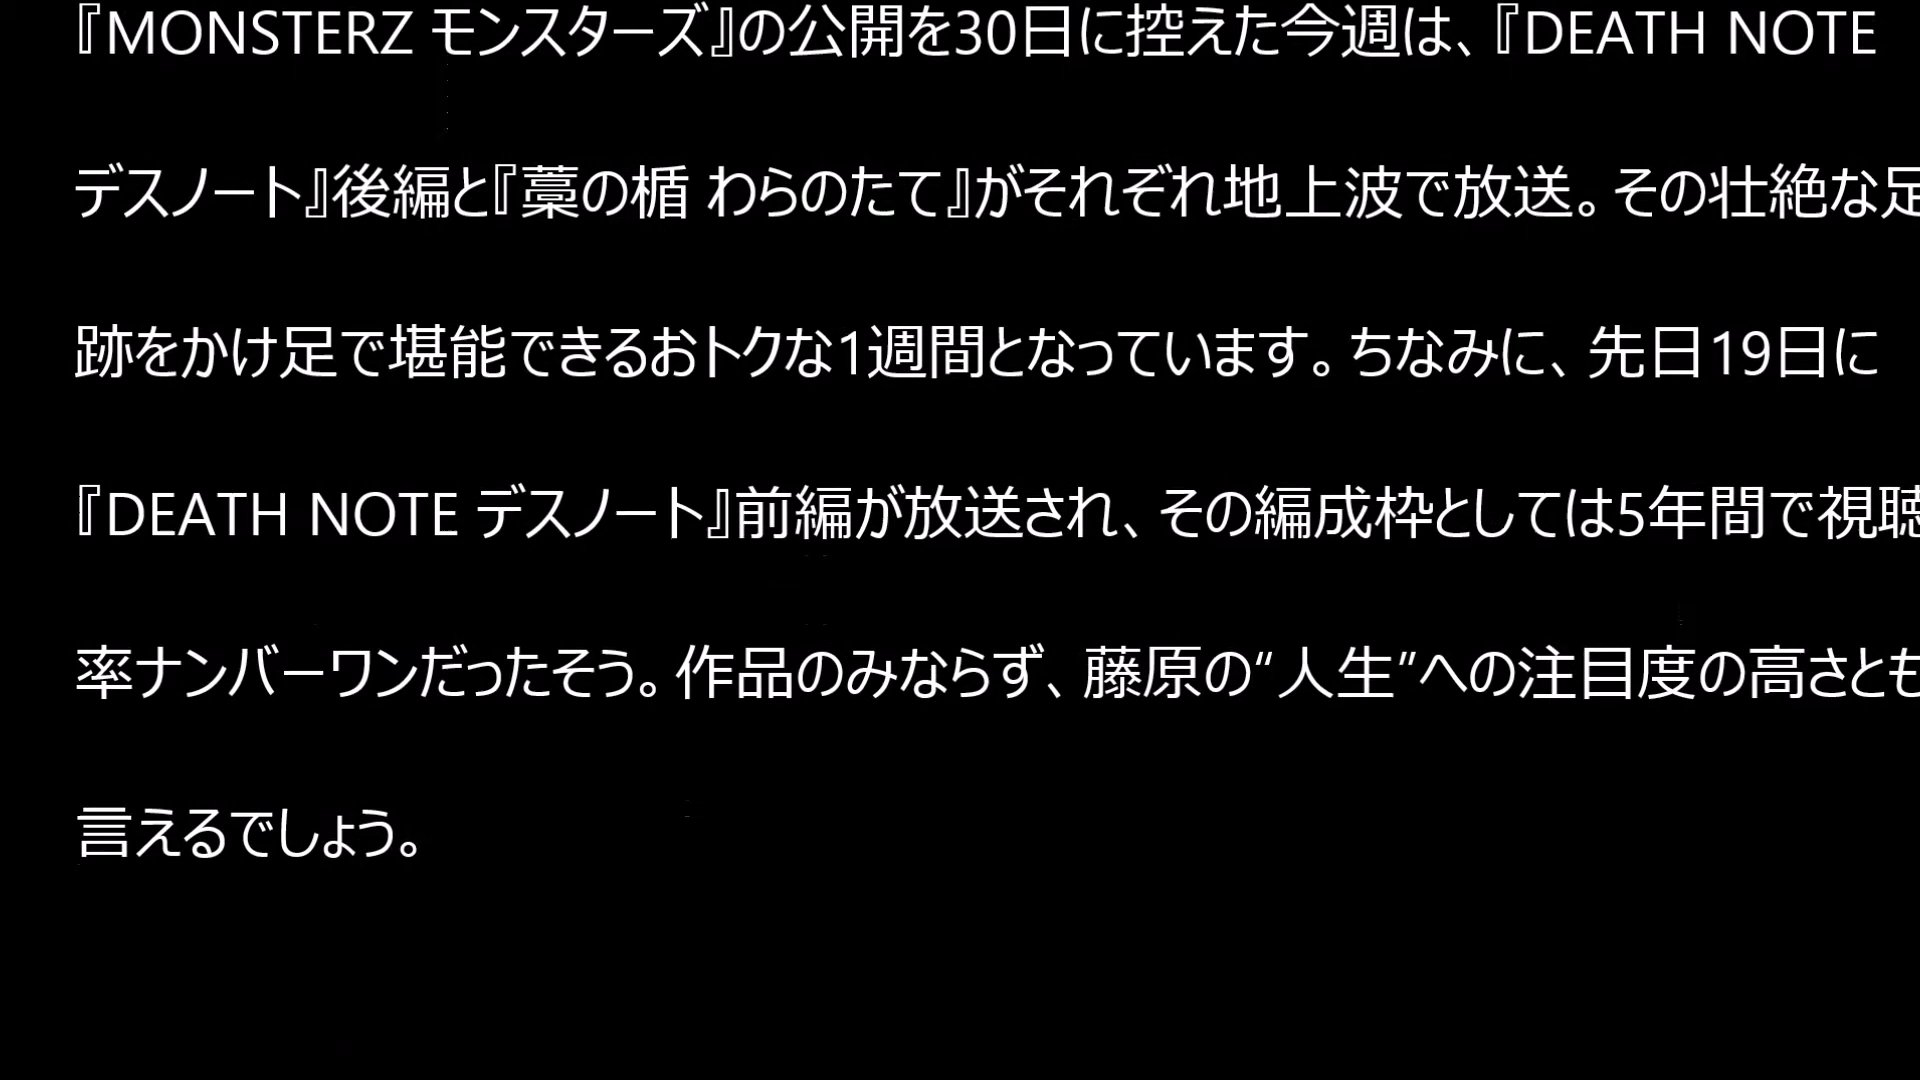 『MONSTERZ モンスターズ』の公開を30日に控えた今週は、『DEATH NOTE
デスノート』後編と『藁の楯 わらのたて』がそれぞれ地上波で放送。その壮絶な足
跡をかけ足で堪能できるおトクな1週間となっています。ちなみに、先日19日に
『DEATH NOTE デスノート』前編が放送され、その編成枠としては5年間で視聴
率ナンバーワンだったそう。作品のみならず、藤原の“人生”への注目度の高さとも
言えるでしょう。